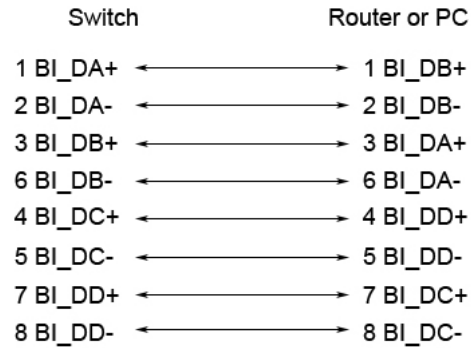 Switch Router or PC
1 BI_DA+ 1 BI_DB+
2 BI_DA- 2 BI_DB-
3 BI_DB+ 3 BI_DA+
6 BI_DB- 6 BI_DA-
4 BI_DC+ 4 BI_DD+
5 BI_DC- 5 BI_DD-
7 BI_DD+ 7 BI_DC+
8 BI_DD- 8 BI_DC-